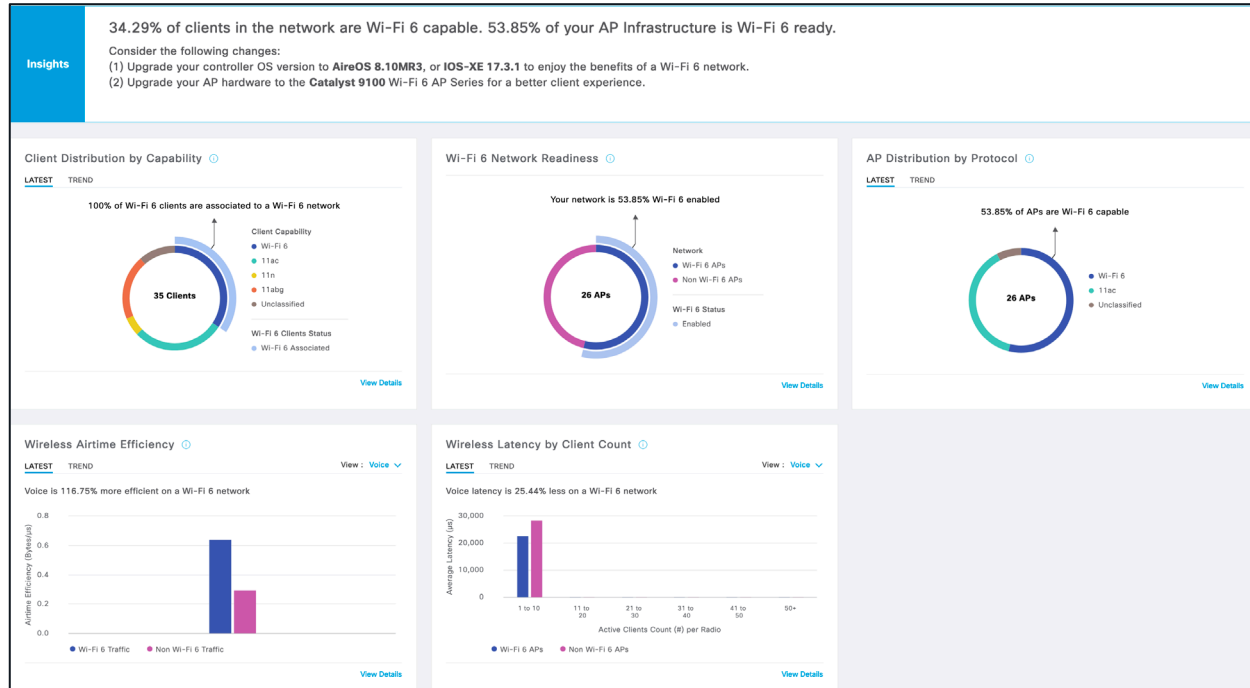 34.29% of clients in the network are Wi-Fi 6 capable. 53.85% of your AP Infrastructure is Wi-Fi 6 ready.
Insights
Consider the following changes:
(1) Upgrade your controller OS version to AireOS 8.10MR3, or IOS-XE 17.3.1 to enjoy the benefits of a Wi-Fi 6 network.
(2) Upgrade your AP hardware to the Catalyst 9100 Wi-Fi 6 AP Series for a better client experience.
Client Distribution by Capability
LATEST TREND
100% of Wi-Fi 6 clients are associated to a Wi-Fi 6 network
35 Clients
Client Capability
Wi-Fi 6
11ac
11n
11abg
Unclassified
Wi-Fi 6 Clients Status
Wi-Fi 6 Associated
View Details
Wi-Fi 6 Network Readiness
Your network is 53.85% Wi-Fi 6 enabled
26 APs
Network
Wi-Fi 6 APs
Non Wi-Fi 6 APs
Wi-Fi 6 Status
Enabled
View Details
AP Distribution by Protocol
LATEST TREND
53.85% of APs are Wi-Fi 6 capable
26 APs
Wi-Fi 6
11ac
Unclassified
View Details
Wireless Airtime Efficiency
LATEST TREND View : Voice
Voice is 116.75% more efficient on a Wi-Fi 6 network
Airtime Efficiency (Bytes/μs)
0.8
0.6
0.4
0.2
0.0
Wi-Fi 6 Traffic Non Wi-Fi 6 Traffic
View Details
Wireless Latency by Client Count
LATEST TREND View : Voice
Voice latency is 25.44% less on a Wi-Fi 6 network
Average Latency (μs)
30,000
20,000
10,000
0
1 to 10 11 to 21 to 31 to 41 to 50+
20 30 40 50
Active Clients Count (#) per Radio
Wi-Fi 6 APs Non Wi-Fi 6 APs
View Details